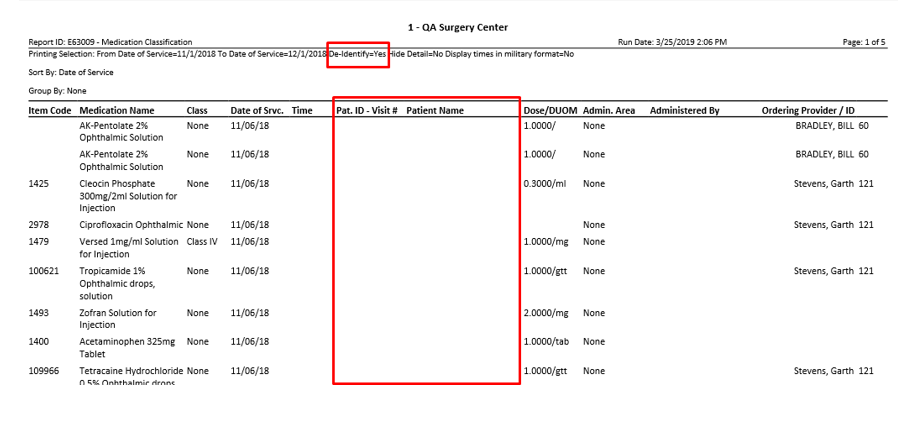 1 - QA Surgery Center
Report ID: E63009 - Medication Classification Run Date: 3/25/2019 2:06 PM Page: 1 of 5
Printing Selection: From Date of Service=11/1/2018 To Date of Service=12/1/2018 De-Identify=Yes Hide Detail=No Display times in military format=No
Sort By: Date of Service
Group By: None
Item Code Medication Name Class Date of Srvc. Time Pat. ID - Visit # Patient Name Dose/DUOM Admin. Area Administered By Ordering Provider / ID
AK-Pentolate 2% None 11/06/18 1.0000/ None BRADLEY, BILL 60
Ophthalmic Solution
AK-Pentolate 2% None 11/06/18 1.0000/ None BRADLEY, BILL 60
Ophthalmic Solution
1425 Cleocin Phosphate None 11/06/18 0.3000/ml None Stevens, Garth 121
300mg/2ml Solution for
Injection
2978 Ciprofloxacin Ophthalmic None 11/06/18 None Stevens, Garth 121
1479 Versed 1mg/ml Solution Class IV 11/06/18 1.0000/mg None
for Injection
100621 Tropicamide 1% None 11/06/18 1.0000/gtt None Stevens, Garth 121
Ophthalmic drops,
solution
1493 Zofran Solution for None 11/06/18 2.0000/mg None
Injection
1400 Acetaminophen 325mg None 11/06/18 1.0000/tab None
Tablet
109966 Tetracaine Hydrochloride None 11/06/18 1.0000/gtt None Stevens, Garth 121
0.5% Ophthalmic drops